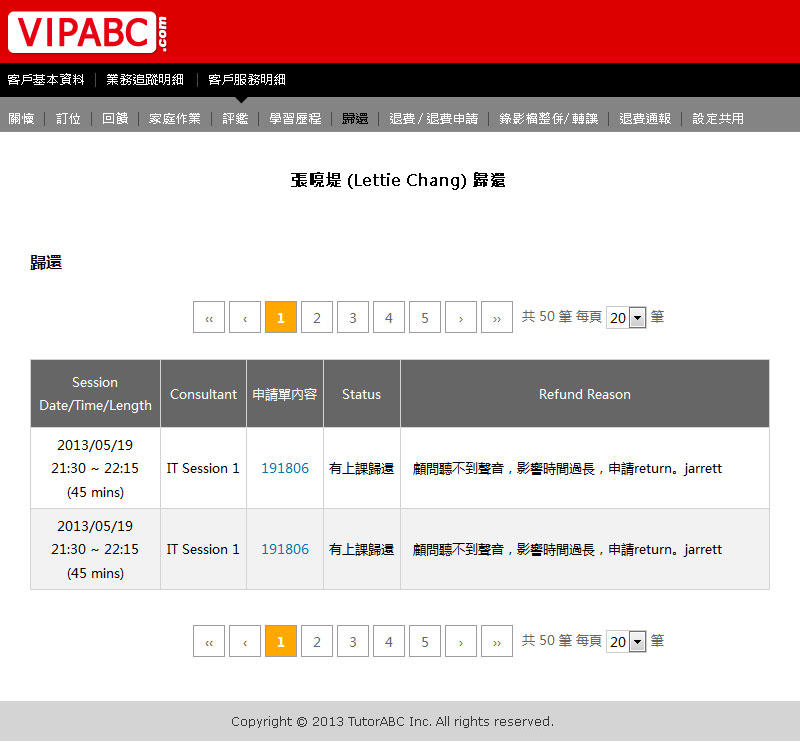 VIPABC.com
客戶基本資料 | 業務追蹤明細 | 客戶服務明細
關懷 | 訂位 | 回饋 | 家庭作業 | 評鑑 | 學習歷程 | 歸還 | 退費 / 退費申請 | 錄影檔整併/ 轉讓 | 退費通報 | 設定共用
張曉堤 (Lettie Chang) 歸還
歸還
‹‹ ‹ 1 2 3 4 5 › ›› 共 50 筆 每頁 20 筆
Session Date/Time/Length Consultant 申請單內容 Status Refund Reason
2013/05/19
21:30 ~ 22:15 IT Session 1 191806 有上課歸還 顧問聽不到聲音，影響時間過長，申請return。jarrett
(45 mins)
2013/05/19
21:30 ~ 22:15 IT Session 1 191806 有上課歸還 顧問聽不到聲音，影響時間過長，申請return。jarrett
(45 mins)
‹‹ ‹ 1 2 3 4 5 › ›› 共 50 筆 每頁 20 筆
Copyright © 2013 TutorABC Inc. All rights reserved.